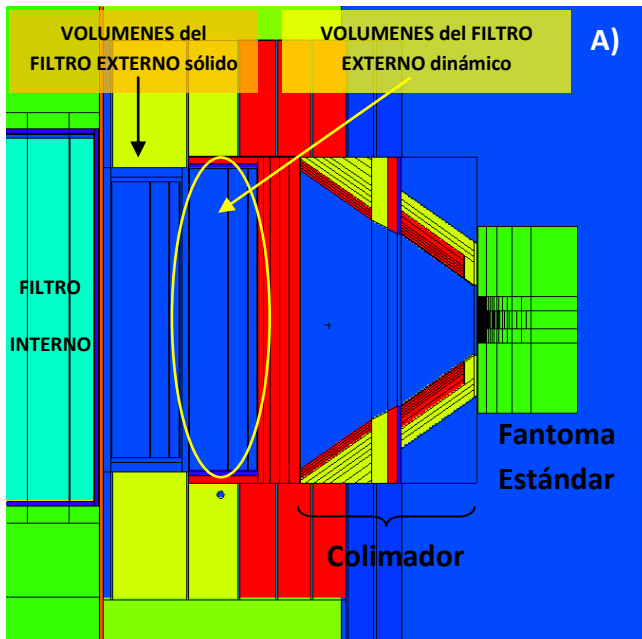 VOLUMENES del
FILTRO EXTERNO sólido
VOLUMENES del FILTRO
EXTERNO dinámico
A)
FILTRO
INTERNO
Fantoma
Estándar
Colimador